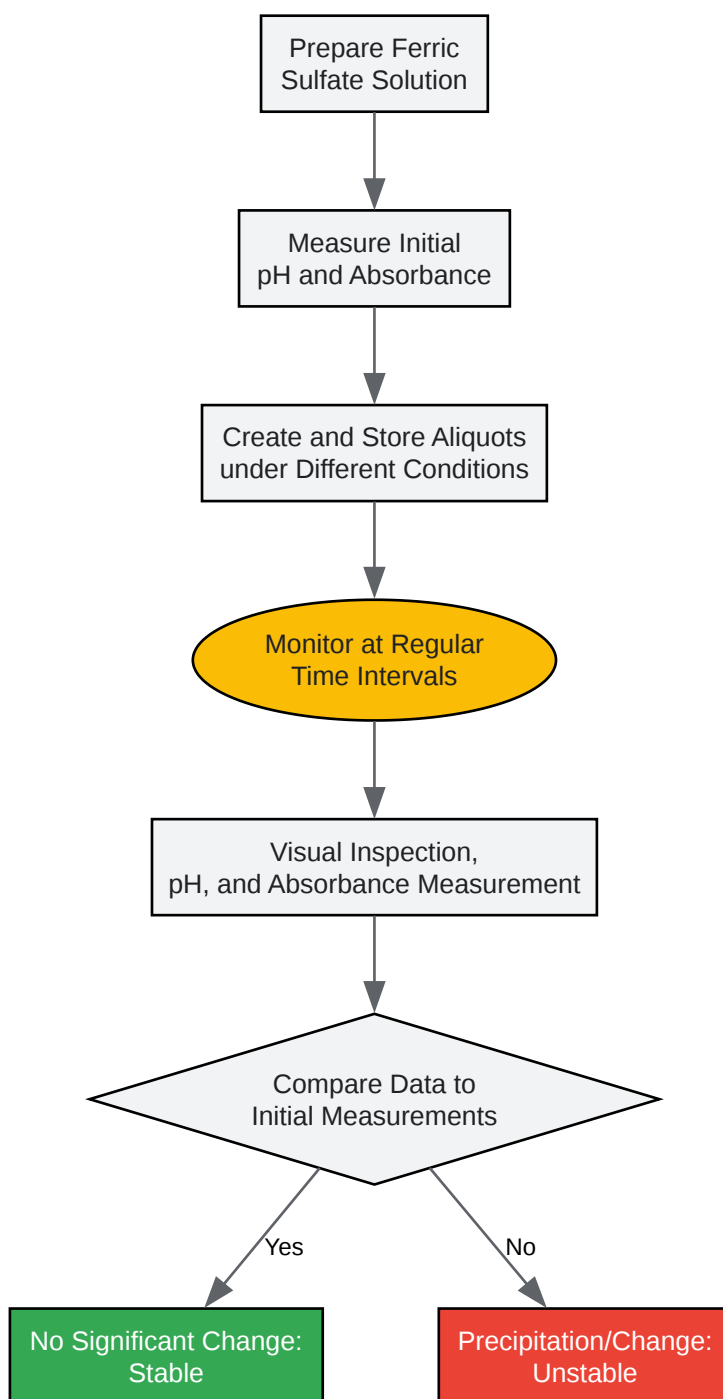 Prepare Ferric
Sulfate Solution
Measure Initial
pH and Absorbance
Create and Store Aliquots
under Different Conditions
Monitor at Regular
Time Intervals
Visual Inspection,
pH, and Absorbance Measurement
Compare Data to
Initial Measurements
Yes
No
No Significant Change:
Stable
Precipitation/Change:
Unstable